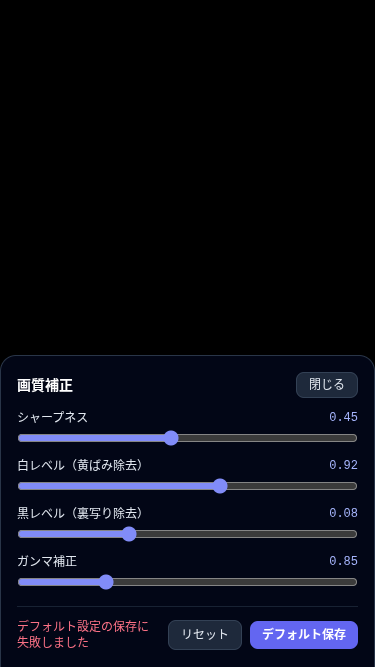 画質補正
閉じる
シャープネス 0.45
白レベル（黄ばみ除去） 0.92
黒レベル（裏写り除去） 0.08
ガンマ補正 0.85
デフォルト設定の保存に
失敗しました
リセット
デフォルト保存